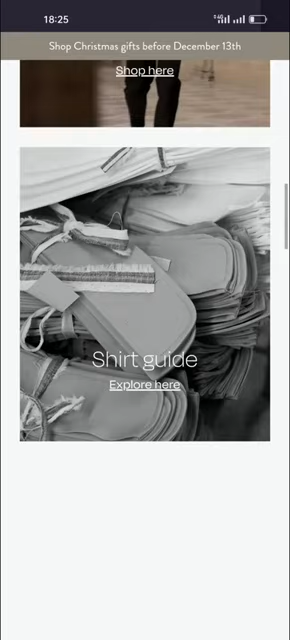 18:25
Shop Christmas gifts before December 13th
Shop here
Shirt guide
Explore here